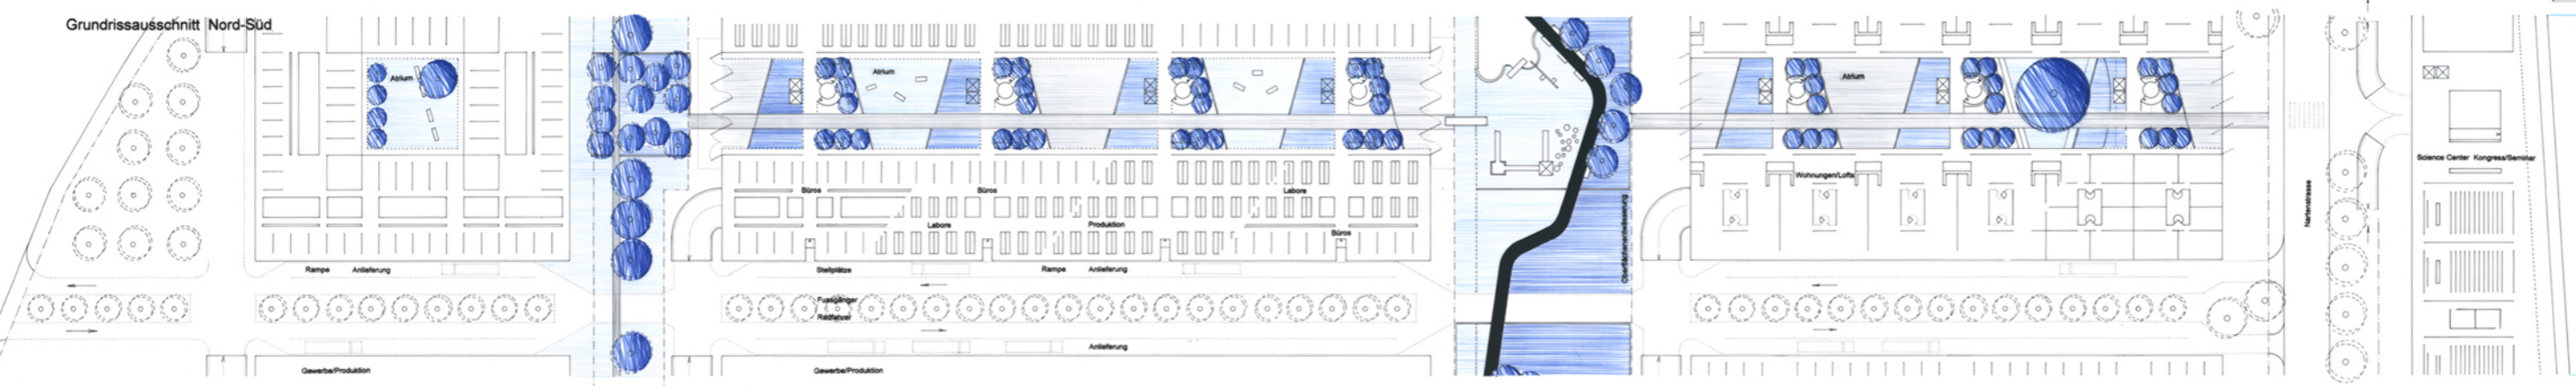 Grundrissausschnitt Nord-Süd
Atrium
Atrium
Atrium
Science Center Kongress/Seminar
Wohnungen/Lofts
Büros
Büros
Labore
Labore
Produktion
Büros
Oberflächenentwässerung
Nartenstrasse
Rampe Anlieferung
Stellplätze
Rampe Anlieferung
Fussgänger
Radfahrer
Anlieferung
Gewerbe/Produktion
Gewerbe/Produktion